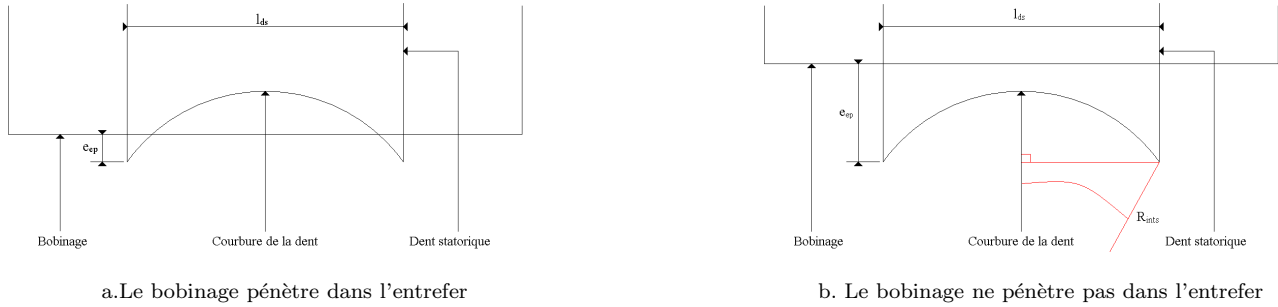 l_ds
e_ep
Bobinage
Courbure de la dent
Dent statorique
a.Le bobinage pénètre dans l'entrefer
l_ds
e_ep
R_ints
Bobinage
Courbure de la dent
Dent statorique
b. Le bobinage ne pénètre pas dans l'entrefer